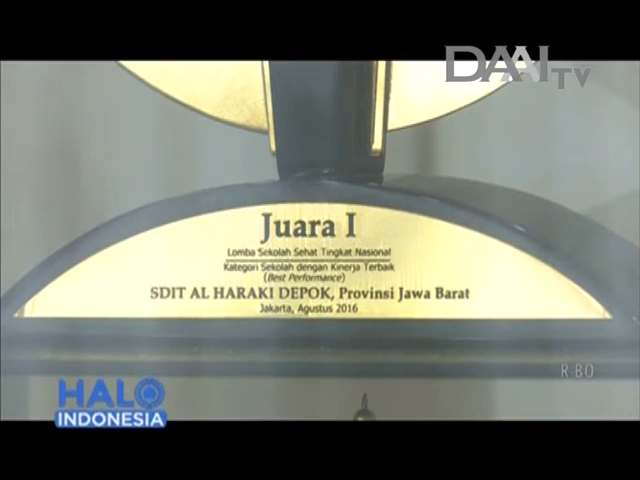 DAAI TV
Juara I
Lomba Sekolah Sehat Tingkat Nasional
Kategori Sekolah dengan Kinerja Terbaik
(Best Performance)
SDIT AL HARAKI DEPOK, Provinsi Jawa Barat
Jakarta, Agustus 2016
R-BO
HALO
INDONESIA